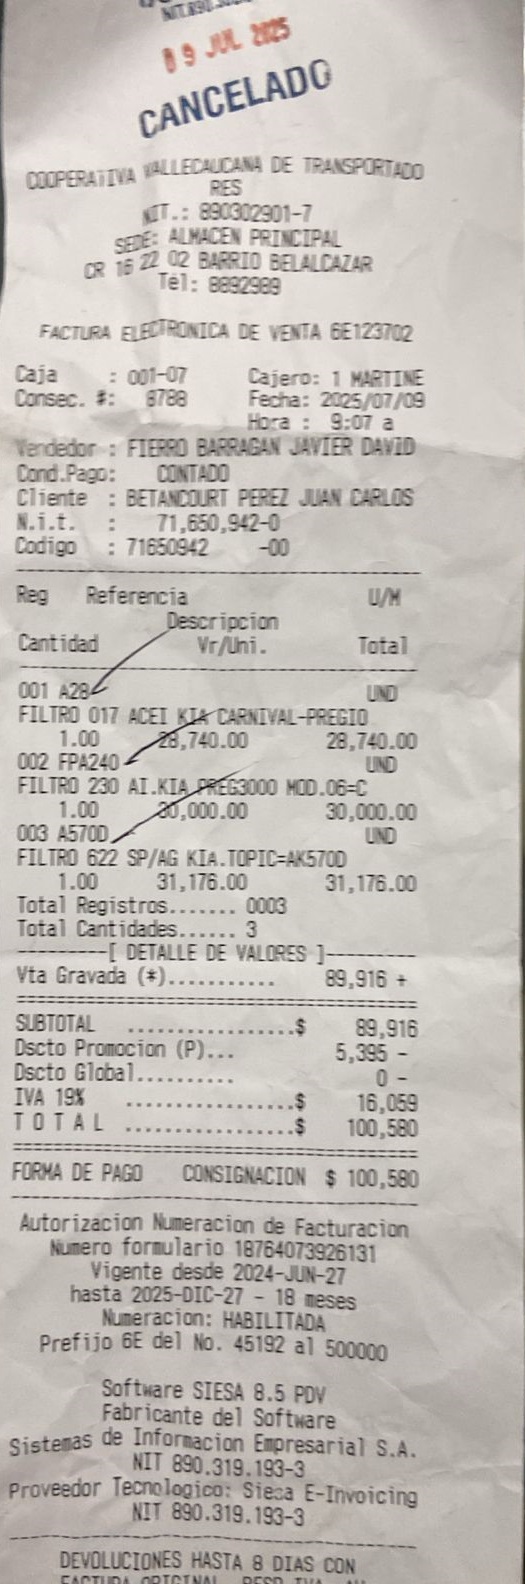 0 9 JUL 2025
CANCELADO
COOPERATIVA VALLECAUCANA DE TRANSPORTADO
RES
NIT.: 890302901-7
SEDE: ALMACEN PRINCIPAL
CR 16 22 02 BARRIO BELALCAZAR
Tel: 8892989
FACTURA ELECTRONICA DE VENTA 6E123702
Caja : 001-07 Cajero: 1 MARTINE
Consec. #: 8788 Fecha: 2025/07/09
Hora : 9:07 a
Vendedor : FIERRO BARRAGAN JAVIER DAVID
Cond.Pago: CONTADO
Cliente : BETANCOURT PEREZ JUAN CARLOS
N.i.t. : 71,650,942-0
Codigo : 71650942 -00
Reg Referencia U/M
Descripcion
Cantidad Vr/Uni. Total
001 A28 UND
FILTRO 017 ACEI KIA CARNIVAL-PREGIO
1.00 28,740.00 28,740.00
002 FPA240 UND
FILTRO 230 AI.KIA PREG3000 MOD.06=C
1.00 30,000.00 30,000.00
003 A570D UND
FILTRO 622 SP/AG KIA.TOPIC=AK570D
1.00 31,176.00 31,176.00
Total Registros....... 0003
Total Cantidades...... 3
---------[ DETALLE DE VALORES ]---------
Vta Gravada (*)........... 89,916 +
SUBTOTAL .................$ 89,916
Dscto Promocion (P)... 5,395 -
Dscto Global.......... 0 -
IVA 19% .................$ 16,059
T O T A L .................$ 100,580
FORMA DE PAGO CONSIGNACION $ 100,580
Autorizacion Numeracion de Facturacion
Numero formulario 18764073926131
Vigente desde 2024-JUN-27
hasta 2025-DIC-27 - 18 meses
Numeracion: HABILITADA
Prefijo 6E del No. 45192 al 500000
Software SIESA 8.5 PDV
Fabricante del Software
Sistemas de Informacion Empresarial S.A.
NIT 890.319.193-3
Proveedor Tecnologico: Siesa E-Invoicing
NIT 890.319.193-3
DEVOLUCIONES HASTA 8 DIAS CON
FACTURA ORIGINAL